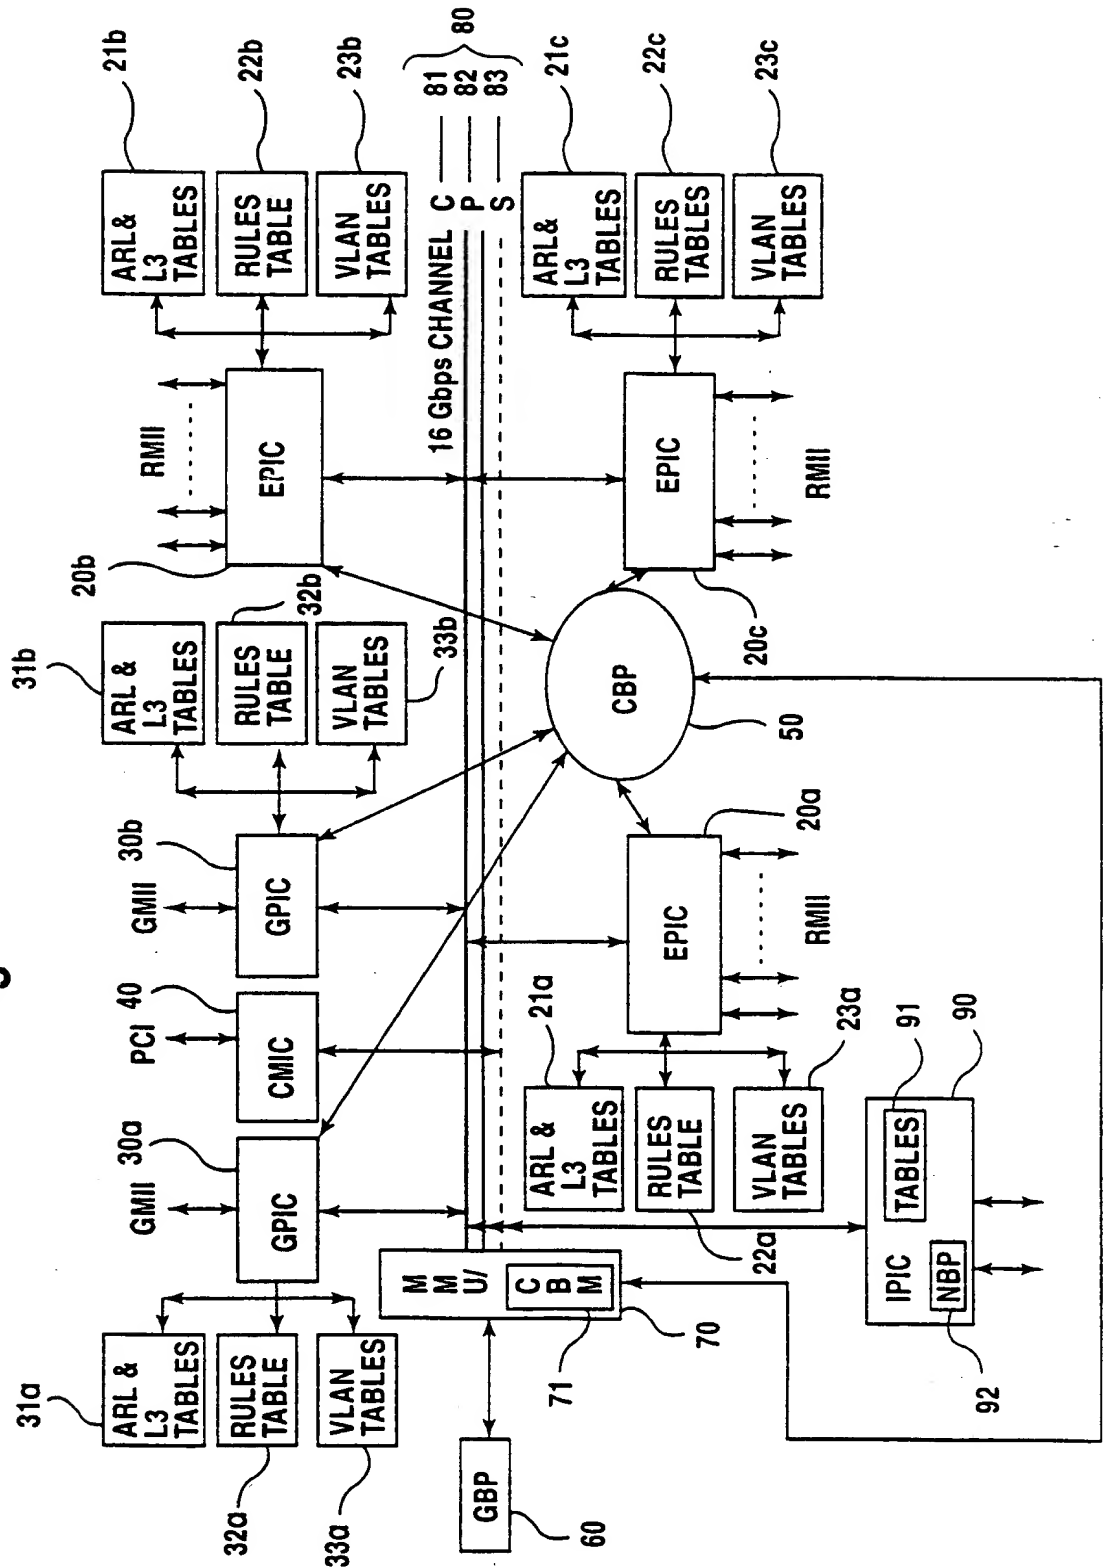 31a
ARL &
L3
TABLES
32a
RULES
TABLE
33a
VLAN
TABLES
GMII
30a
GPIC
PCI
40
CMIC
GMII
30b
GPIC
31b
ARL &
L3
TABLES
32b
RULES
TABLE
33b
VLAN
TABLES
20b
RMII
EPIC
21b
ARL &
L3
TABLES
22b
RULES
TABLE
23b
VLAN
TABLES
GBP
60
M
M
U/
C
B
M
71
70
16 Gbps CHANNEL
C
P
S
81
82
83
80
21a
ARL &
L3
TABLES
22a
RULES
TABLE
23a
VLAN
TABLES
EPIC
20a
RMII
CBP
50
EPIC
20c
RMII
21c
ARL &
L3
TABLES
22c
RULES
TABLES
23c
VLAN
TABLES
IPIC
TABLES
91
90
NBP
92